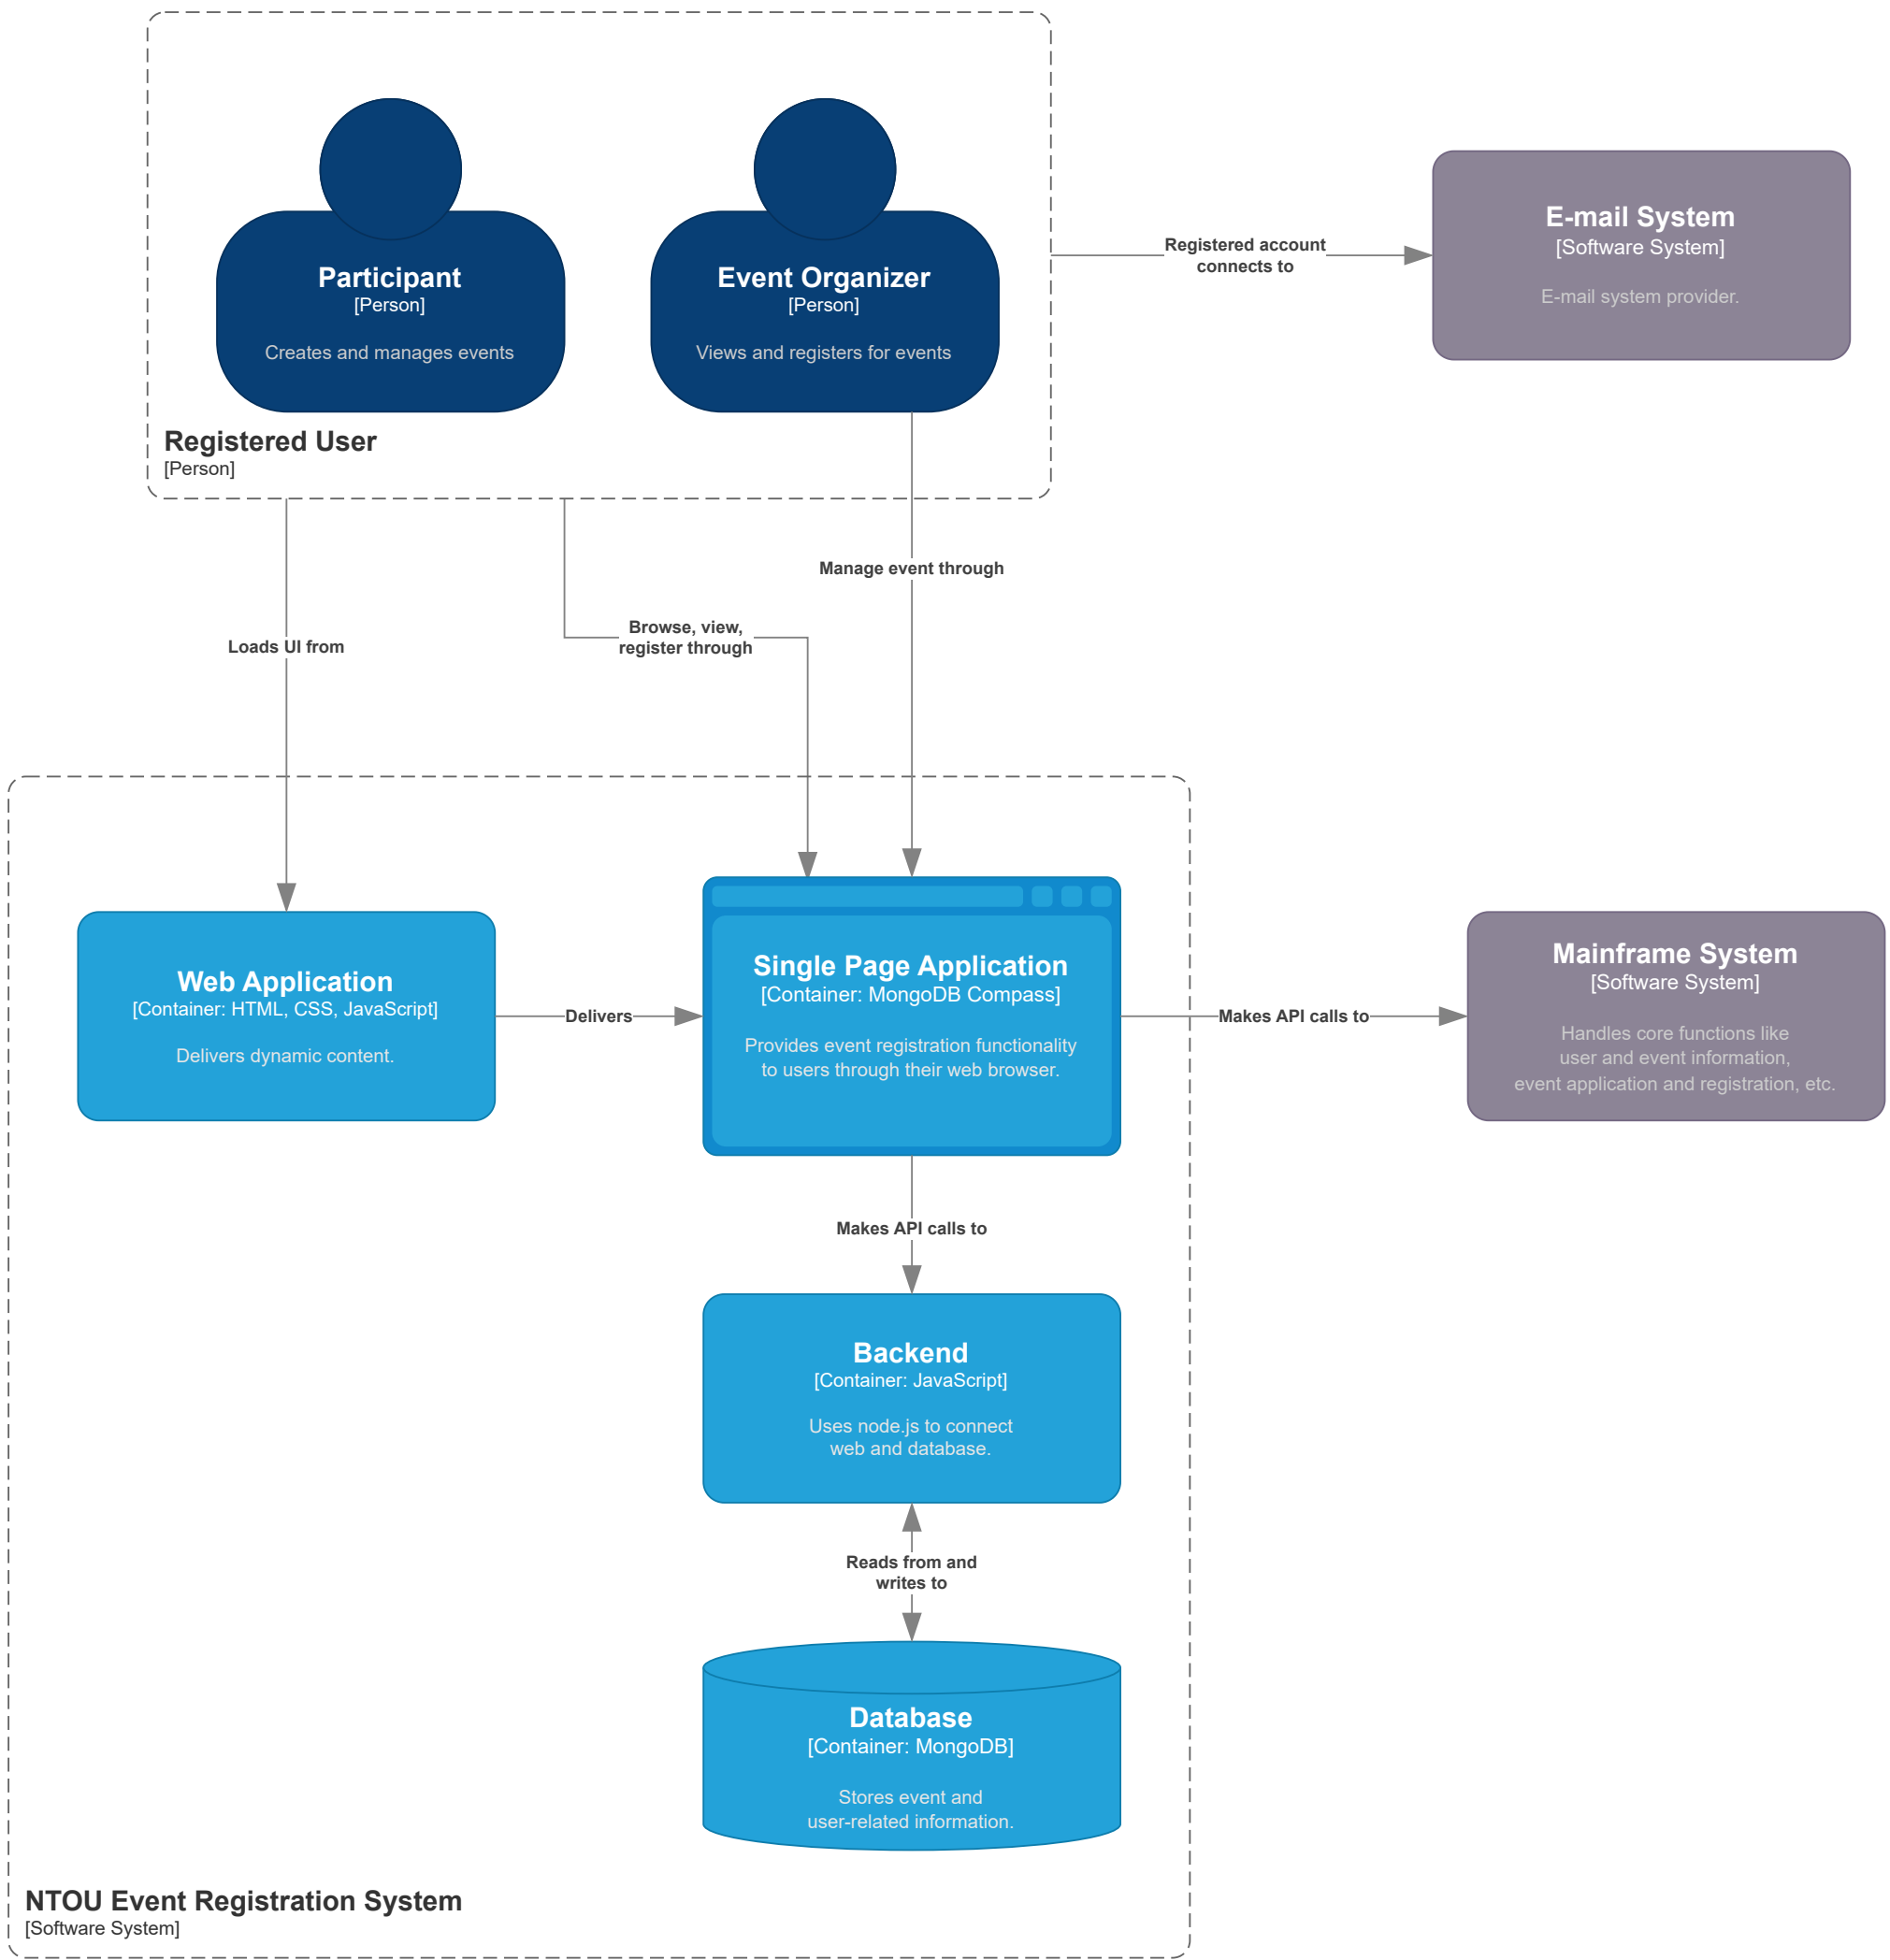 Participant
[Person]
Creates and manages events
Event Organizer
[Person]
Views and registers for events
Registered User
[Person]
Registered account
connects to
E-mail System
[Software System]
E-mail system provider.
Manage event through
Browse, view,
register through
Loads UI from
Web Application
[Container: HTML, CSS, JavaScript]
Delivers dynamic content.
Delivers
Single Page Application
[Container: MongoDB Compass]
Provides event registration functionality
to users through their web browser.
Makes API calls to
Mainframe System
[Software System]
Handles core functions like
user and event information,
event application and registration, etc.
Makes API calls to
Backend
[Container: JavaScript]
Uses node.js to connect
web and database.
Reads from and
writes to
Database
[Container: MongoDB]
Stores event and
user-related information.
NTOU Event Registration System
[Software System]